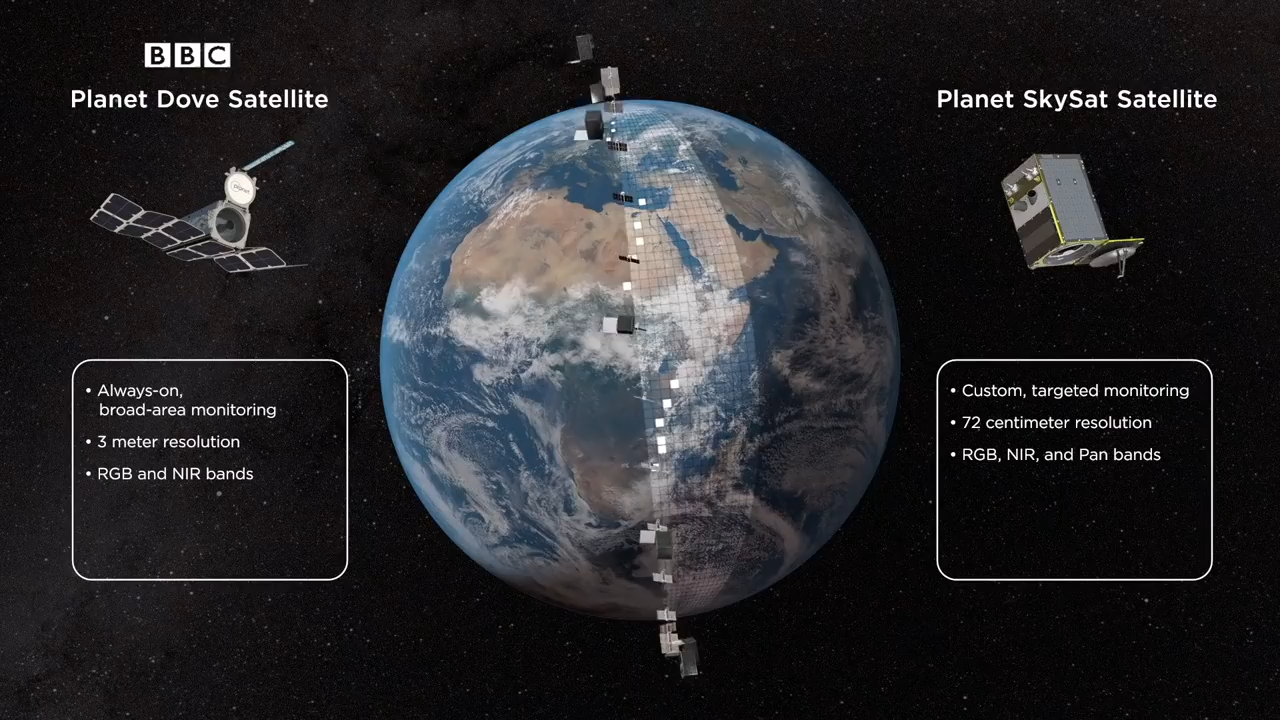 BBC
Planet Dove Satellite
planet
• Always-on,
broad-area monitoring
• 3 meter resolution
• RGB and NIR bands
Planet SkySat Satellite
• Custom, targeted monitoring
• 72 centimeter resolution
• RGB, NIR, and Pan bands